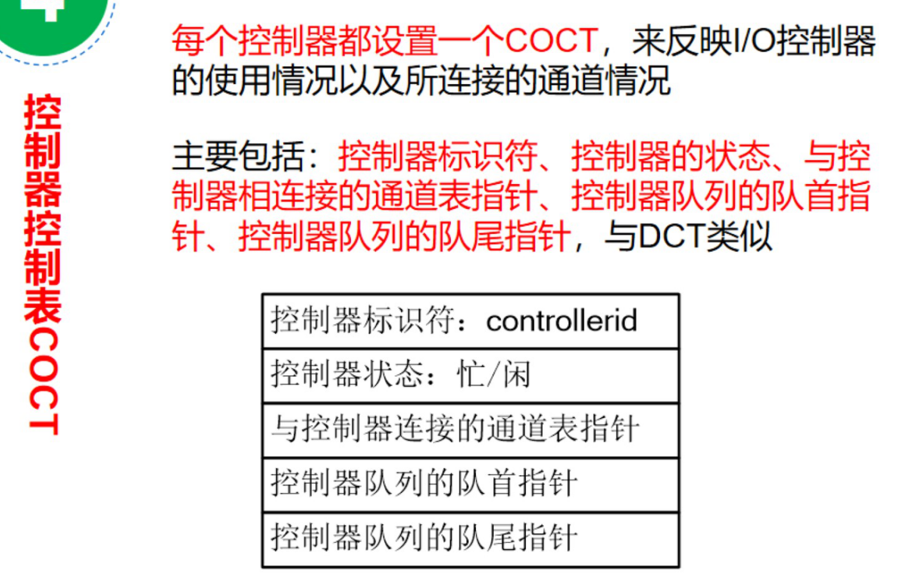 4
控制器控制表COCT
每个控制器都设置一个COCT，来反映I/O控制器
的使用情况以及所连接的通道情况
主要包括：控制器标识符、控制器的状态、与控
制器相连接的通道表指针、控制器队列的队首指
针、控制器队列的队尾指针，与DCT类似
控制器标识符：controllerid
控制器状态：忙/闲
与控制器连接的通道表指针
控制器队列的队首指针
控制器队列的队尾指针